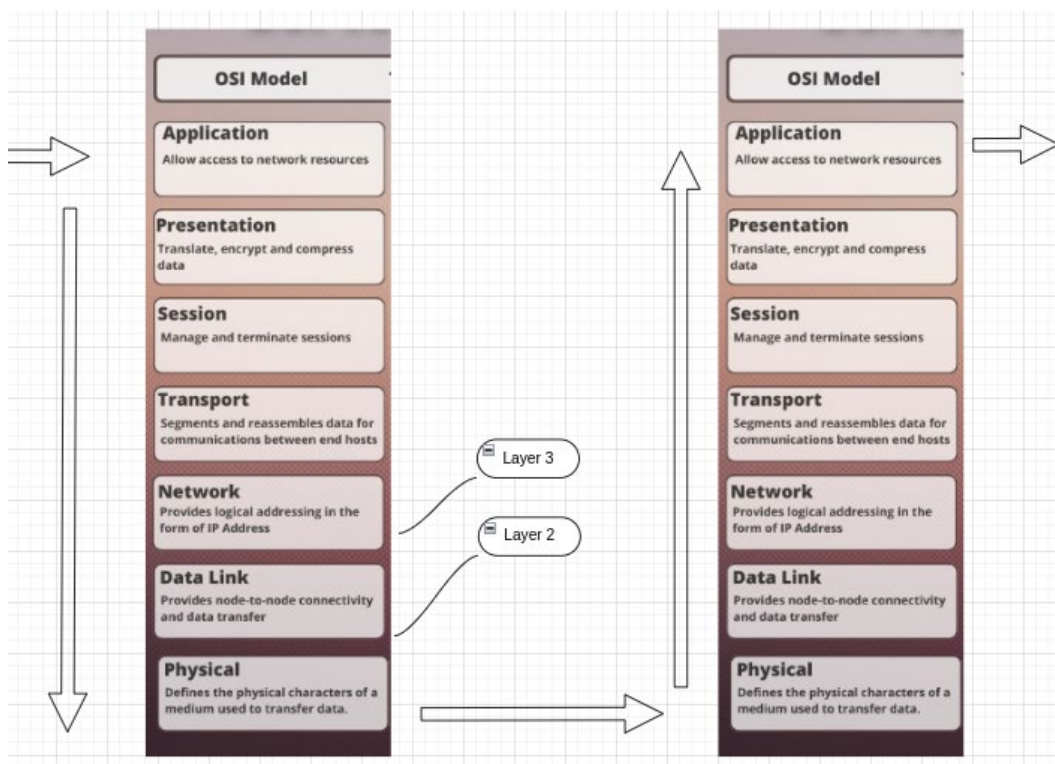 OSI Model
Application
Allow access to network resources
Presentation
Translate, encrypt and compress
data
Session
Manage and terminate sessions
Transport
Segments and reassembles data for
communications between end hosts
Network
Provides logical addressing in the
form of IP Address
Data Link
Provides node-to-node connectivity
and data transfer
Physical
Defines the physical characters of a
medium used to transfer data.
Layer 3
Layer 2
OSI Model
Application
Allow access to network resources
Presentation
Translate, encrypt and compress
data
Session
Manage and terminate sessions
Transport
Segments and reassembles data for
communications between end hosts
Network
Provides logical addressing in the
form of IP Address
Data Link
Provides node-to-node connectivity
and data transfer
Physical
Defines the physical characters of a
medium used to transfer data.